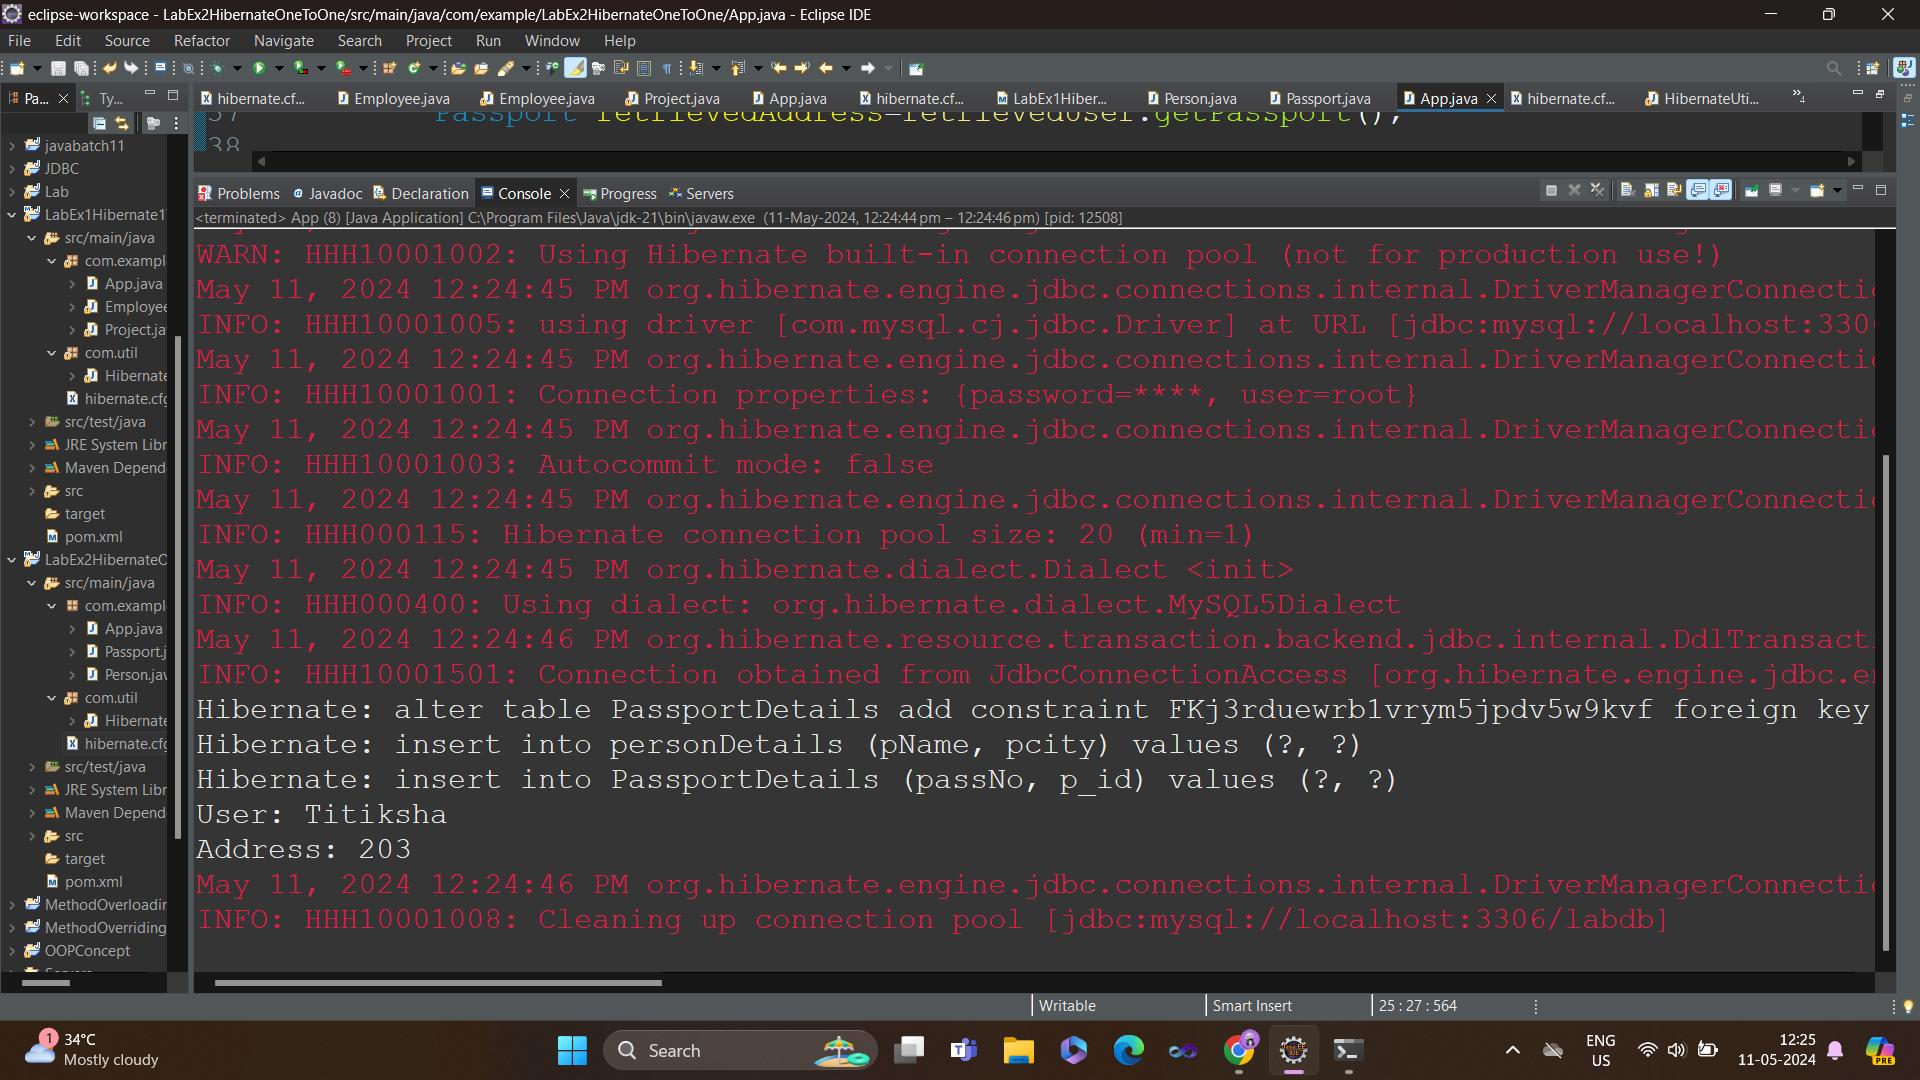 eclipse-workspace - LabEx2HibernateOneToOne/src/main/java/com/example/LabEx2HibernateOneToOne/App.java - Eclipse IDE
File Edit Source Refactor Navigate Search Project Run Window Help
Pa... Ty...
hibernate.cf... Employee.java Employee.java Project.java App.java hibernate.cf... LabEx1Hiber... Person.java Passport.java App.java hibernate.cf... HibernateUti... 4
37 Passport retrievedAddress=retrievedUser.getPassport();
38
javabatch11
JDBC
Lab
LabEx1Hibernate1
src/main/java
com.exampl
App.java
Employee
Project.ja
com.util
Hibernate
hibernate.cfg
src/test/java
JRE System Libr
Maven Depend
src
target
pom.xml
LabEx2HibernateO
src/main/java
com.exampl
App.java
Passport.j
Person.jav
com.util
Hibernate
hibernate.cfg
src/test/java
JRE System Libr
Maven Depend
src
target
pom.xml
MethodOverloadin
MethodOverriding
OOPConcept
Servers
Problems Javadoc Declaration Console Progress Servers
<terminated> App (8) [Java Application] C:\Program Files\Java\jdk-21\bin\javaw.exe (11-May-2024, 12:24:44 pm – 12:24:46 pm) [pid: 12508]
WARN: HHH10001002: Using Hibernate built-in connection pool (not for production use!)
May 11, 2024 12:24:45 PM org.hibernate.engine.jdbc.connections.internal.DriverManagerConnectio
INFO: HHH10001005: using driver [com.mysql.cj.jdbc.Driver] at URL [jdbc:mysql://localhost:3306
May 11, 2024 12:24:45 PM org.hibernate.engine.jdbc.connections.internal.DriverManagerConnectio
INFO: HHH10001001: Connection properties: {password=****, user=root}
May 11, 2024 12:24:45 PM org.hibernate.engine.jdbc.connections.internal.DriverManagerConnectio
INFO: HHH10001003: Autocommit mode: false
May 11, 2024 12:24:45 PM org.hibernate.engine.jdbc.connections.internal.DriverManagerConnectio
INFO: HHH000115: Hibernate connection pool size: 20 (min=1)
May 11, 2024 12:24:45 PM org.hibernate.dialect.Dialect <init>
INFO: HHH000400: Using dialect: org.hibernate.dialect.MySQL5Dialect
May 11, 2024 12:24:46 PM org.hibernate.resource.transaction.backend.jdbc.internal.DdlTransacti
INFO: HHH10001501: Connection obtained from JdbcConnectionAccess [org.hibernate.engine.jdbc.en
Hibernate: alter table PassportDetails add constraint FKj3rduewrb1vrym5jpdv5w9kvf foreign key
Hibernate: insert into personDetails (pName, pcity) values (?, ?)
Hibernate: insert into PassportDetails (passNo, p_id) values (?, ?)
User: Titiksha
Address: 203
May 11, 2024 12:24:46 PM org.hibernate.engine.jdbc.connections.internal.DriverManagerConnectio
INFO: HHH10001008: Cleaning up connection pool [jdbc:mysql://localhost:3306/labdb]
Writable Smart Insert 25 : 27 : 564
1 34°C
Mostly cloudy
Search
ENG
US
12:25
11-05-2024
PRE